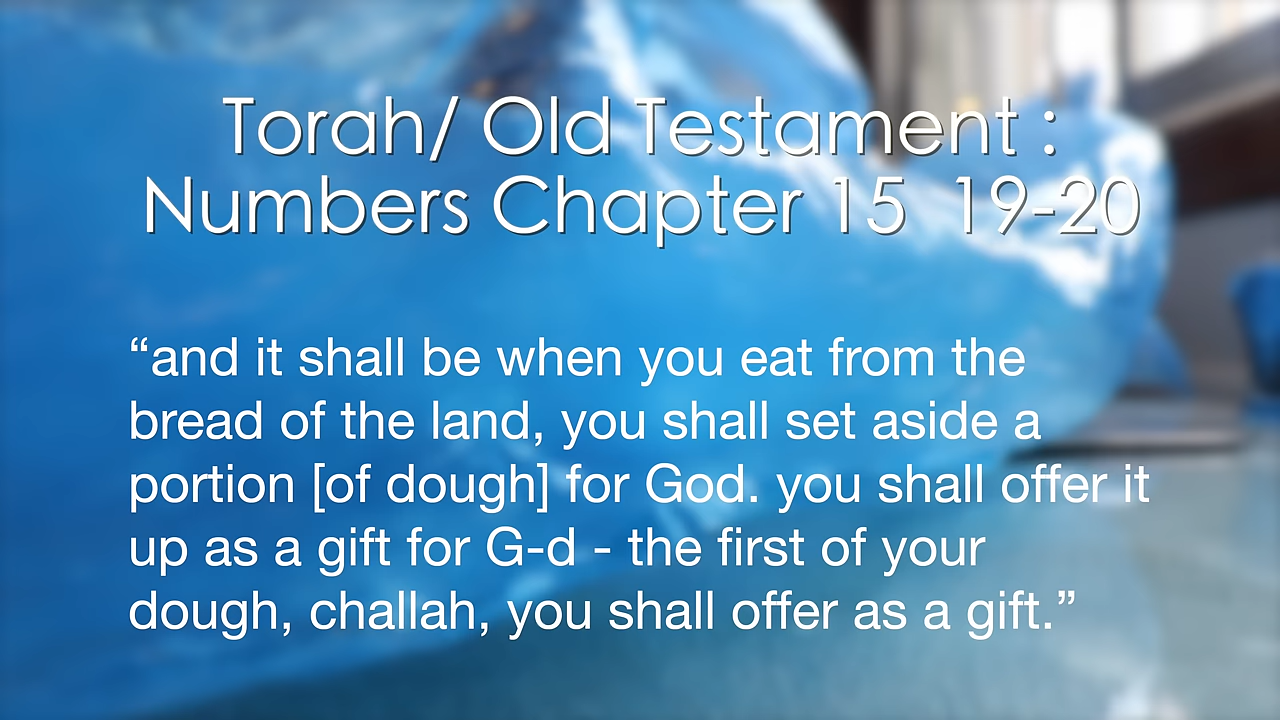 Torah/ Old Testament :
Numbers Chapter 15  19-20
“and it shall be when you eat from the
bread of the land, you shall set aside a
portion [of dough] for God. you shall offer it
up as a gift for G-d - the first of your
dough, challah, you shall offer as a gift.”